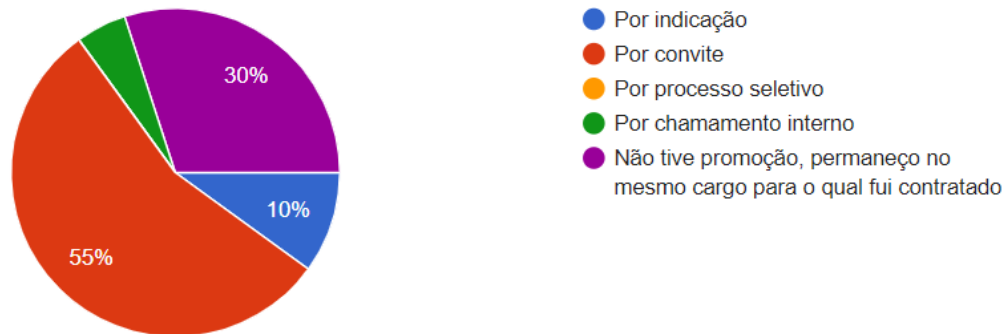 30%
10%
55%
Por indicação
Por convite
Por processo seletivo
Por chamamento interno
Não tive promoção, permaneço no
mesmo cargo para o qual fui contratado